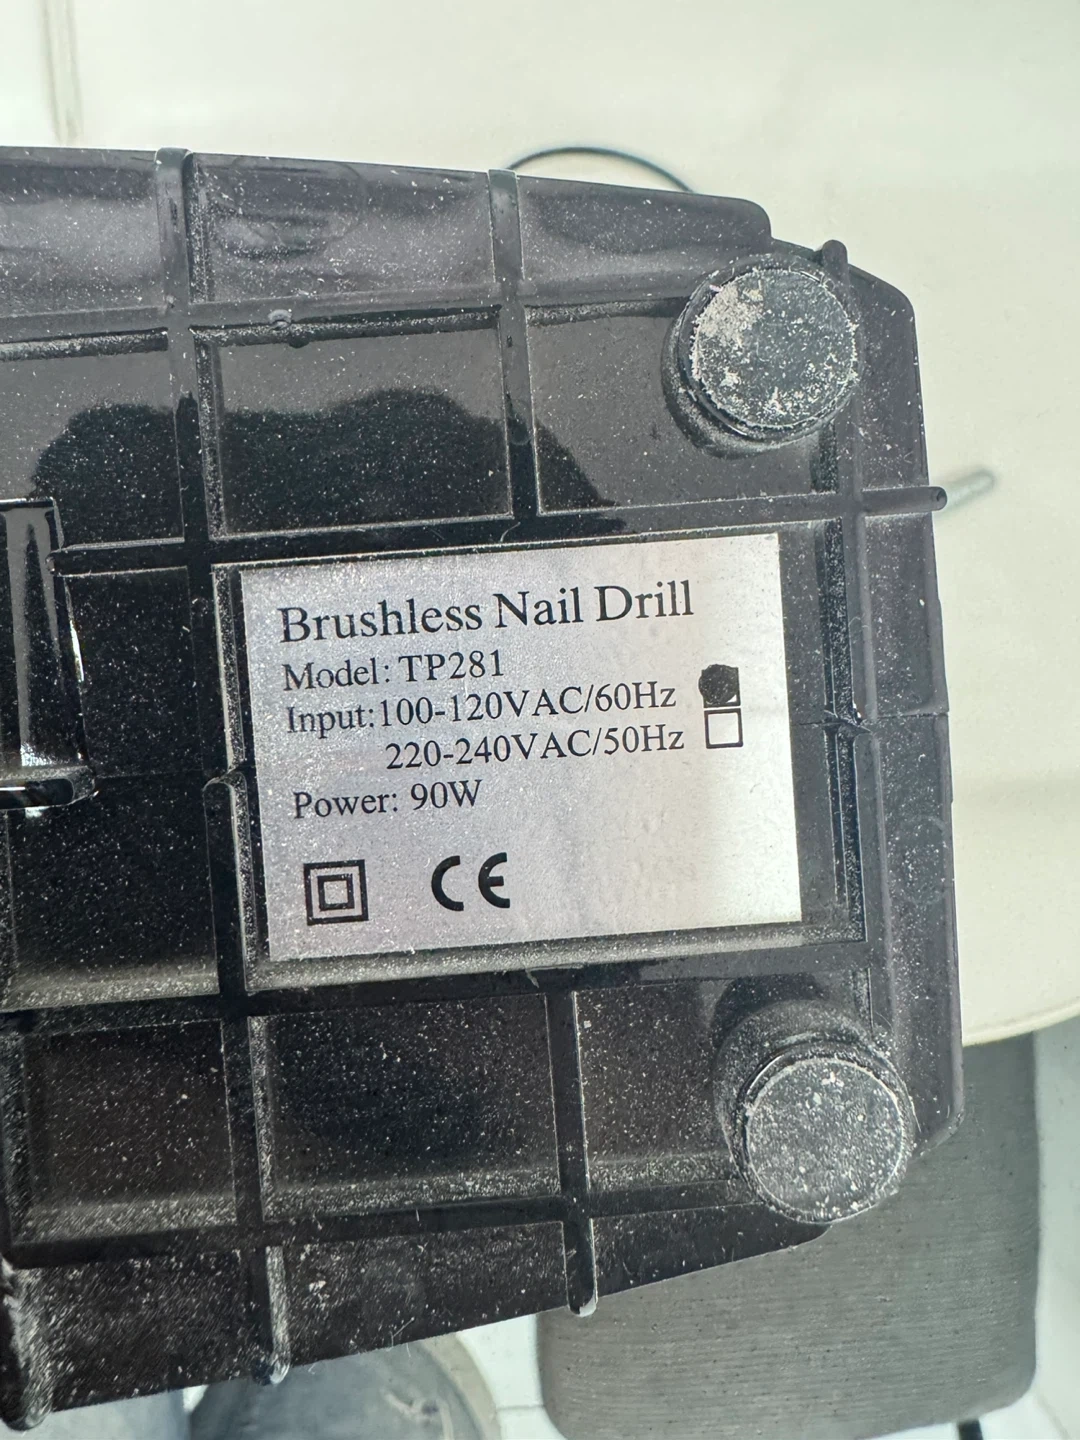 Brushless Nail Drill
Model: TP281
Input:100-120VAC/60Hz
220-240VAC/50Hz
Power: 90W
CE